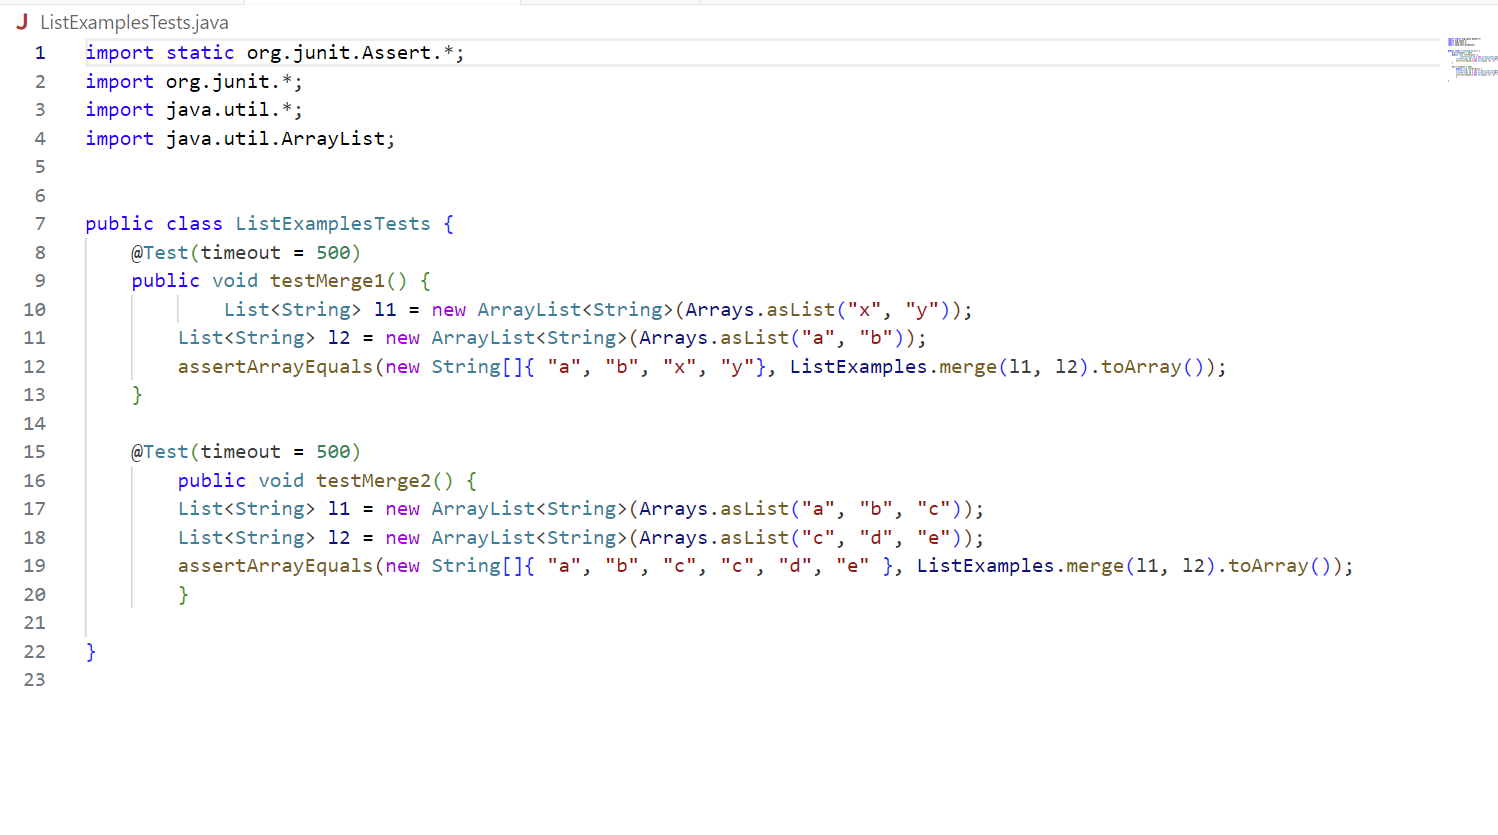 J ListExamplesTests.java
1 import static org.junit.Assert.*;
2 import org.junit.*;
3 import java.util.*;
4 import java.util.ArrayList;
5
6
7 public class ListExamplesTests {
8     @Test(timeout = 500)
9     public void testMerge1() {
10             List<String> l1 = new ArrayList<String>(Arrays.asList("x", "y"));
11         List<String> l2 = new ArrayList<String>(Arrays.asList("a", "b"));
12         assertArrayEquals(new String[]{ "a", "b", "x", "y"}, ListExamples.merge(l1, l2).toArray());
13     }
14
15     @Test(timeout = 500)
16         public void testMerge2() {
17         List<String> l1 = new ArrayList<String>(Arrays.asList("a", "b", "c"));
18         List<String> l2 = new ArrayList<String>(Arrays.asList("c", "d", "e"));
19         assertArrayEquals(new String[]{ "a", "b", "c", "c", "d", "e" }, ListExamples.merge(l1, l2).toArray());
20         }
21
22 }
23